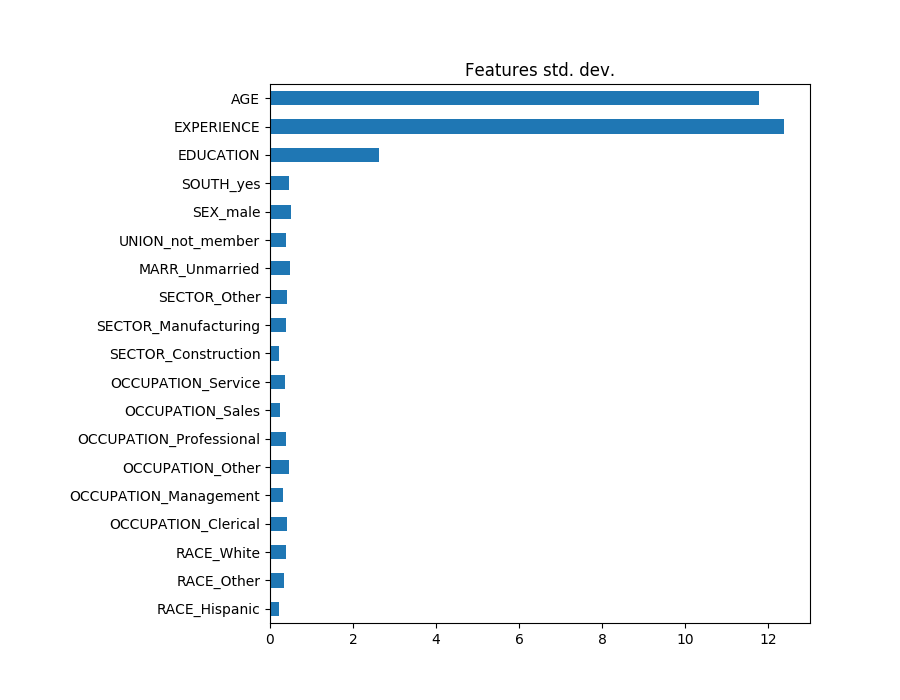 Features std. dev.
AGE
EXPERIENCE
EDUCATION
SOUTH_yes
SEX_male
UNION_not_member
MARR_Unmarried
SECTOR_Other
SECTOR_Manufacturing
SECTOR_Construction
OCCUPATION_Service
OCCUPATION_Sales
OCCUPATION_Professional
OCCUPATION_Other
OCCUPATION_Management
OCCUPATION_Clerical
RACE_White
RACE_Other
RACE_Hispanic
0 2 4 6 8 10 12